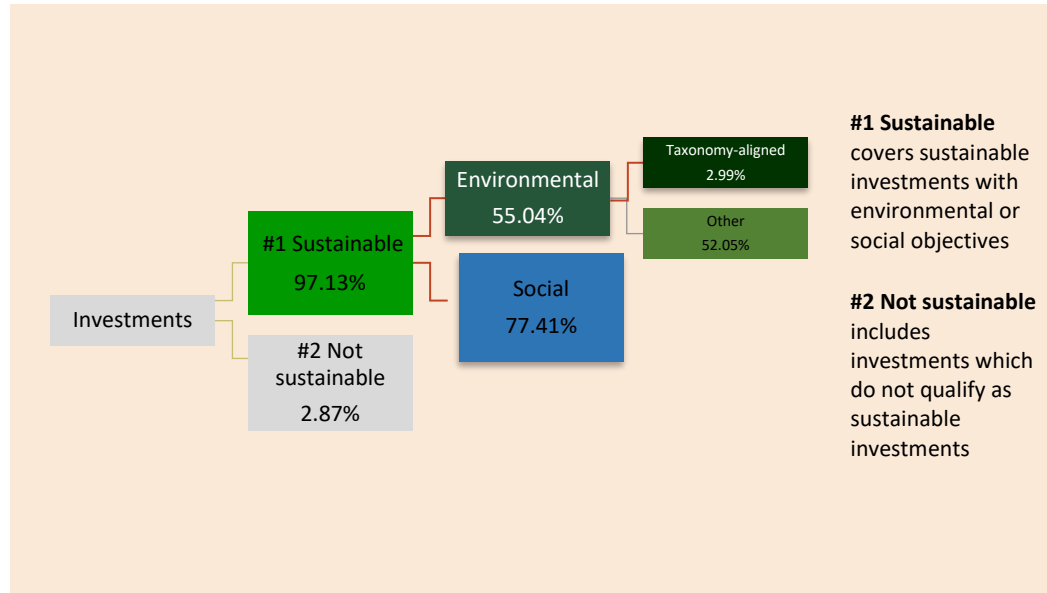 Investments
#1 Sustainable
97.13%
#2 Not
sustainable
2.87%
Environmental
55.04%
Social
77.41%
Taxonomy-aligned
2.99%
Other
52.05%
#1 Sustainable
covers sustainable
investments with
environmental or
social objectives
#2 Not sustainable
includes
investments which
do not qualify as
sustainable
investments